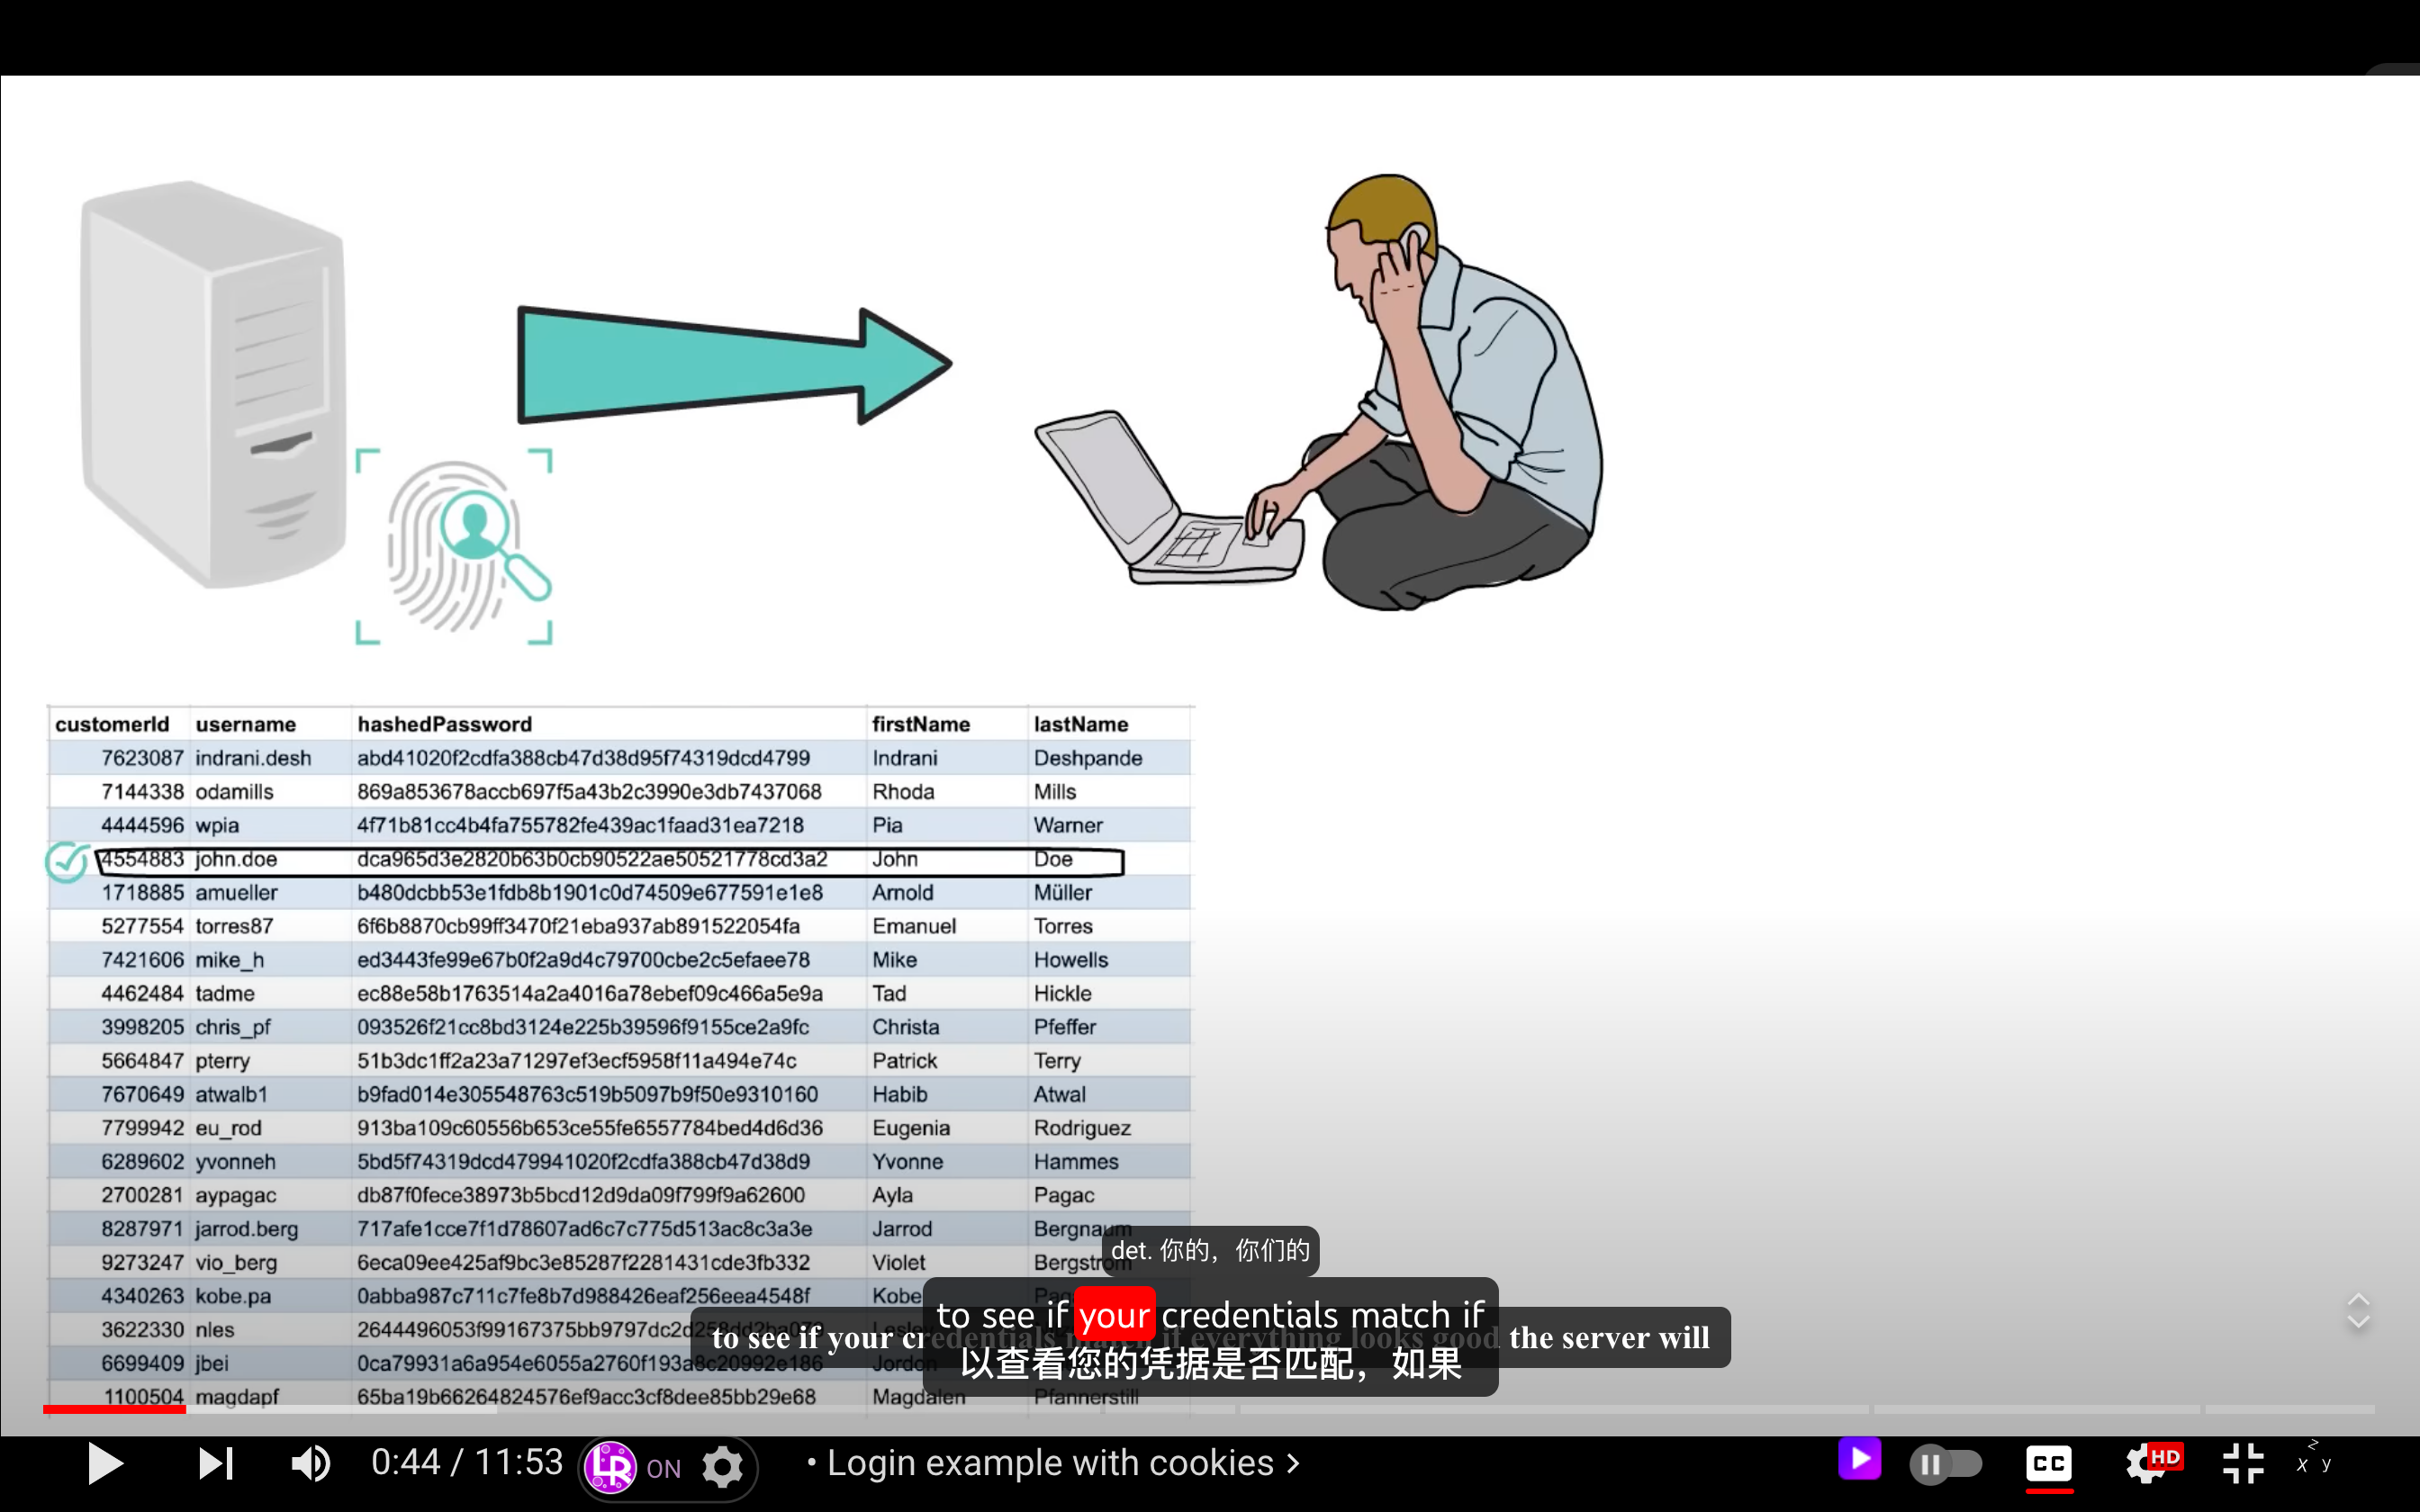 customerId username hashedPassword firstName lastName
7623087 indrani.desh abd41020f2cdfa388cb47d38d95f74319dcd4799 Indrani Deshpande
7144338 odamills 869a853678accb697f5a43b2c3990e3db7437068 Rhoda Mills
4444596 wpia 4f71b81cc4b4fa755782fe439ac1faad31ea7218 Pia Warner
4554883 john.doe dca965d3e2820b63b0cb90522ae50521778cd3a2 John Doe
1718885 amueller b480dcbb53e1fdb8b1901c0d74509e677591e1e8 Arnold Müller
5277554 torres87 6f6b8870cb99ff3470f21eba937ab891522054fa Emanuel Torres
7421606 mike_h ed3443fe99e67b0f2a9d4c79700cbe2c5efaee78 Mike Howells
4462484 tadme ec88e58b1763514a2a4016a78ebef09c466a5e9a Tad Hickle
3998205 chris_pf 093526f21cc8bd3124e225b39596f9155ce2a9fc Christa Pfeffer
5664847 pterry 51b3dc1ff2a23a71297ef3ecf5958f11a494e74c Patrick Terry
7670649 atwalb1 b9fad014e305548763c519b5097b9f50e9310160 Habib Atwal
7799942 eu_rod 913ba109c60556b653ce55fe6557784bed4d6d36 Eugenia Rodriguez
6289602 yvonneh 5bd5f74319dcd479941020f2cdfa388cb47d38d9 Yvonne Hammes
2700281 aypagac db87f0fece38973b5bcd12d9da09f799f9a62600 Ayla Pagac
8287971 jarrod.berg 717afe1cce7f1d78607ad6c7c775d513ac8c3a3e Jarrod Bergnaum
det. 你的，你们的
9273247 vio_berg 6eca09ee425af9bc3e85287f2281431cde3fb332 Violet Bergstrom
4340263 kobe.pa 0abba987c711c7fe8b7d988426eaf256eea4548f Kobe
to see if your credentials match if
3622330 nles
to see if your credentials match if everything looks good the server will
以查看您的凭据是否匹配，如果
6699409 jbei 0ca79931a6a954e6055a2760f193a8c20992e186 Jordon
1100504 magdapf 65ba19b66264824576ef9acc3cf8dee85bb29e68 Magdalen Pfannerstill
0:44 / 11:53 LR ON • Login example with cookies > CC HD z x y